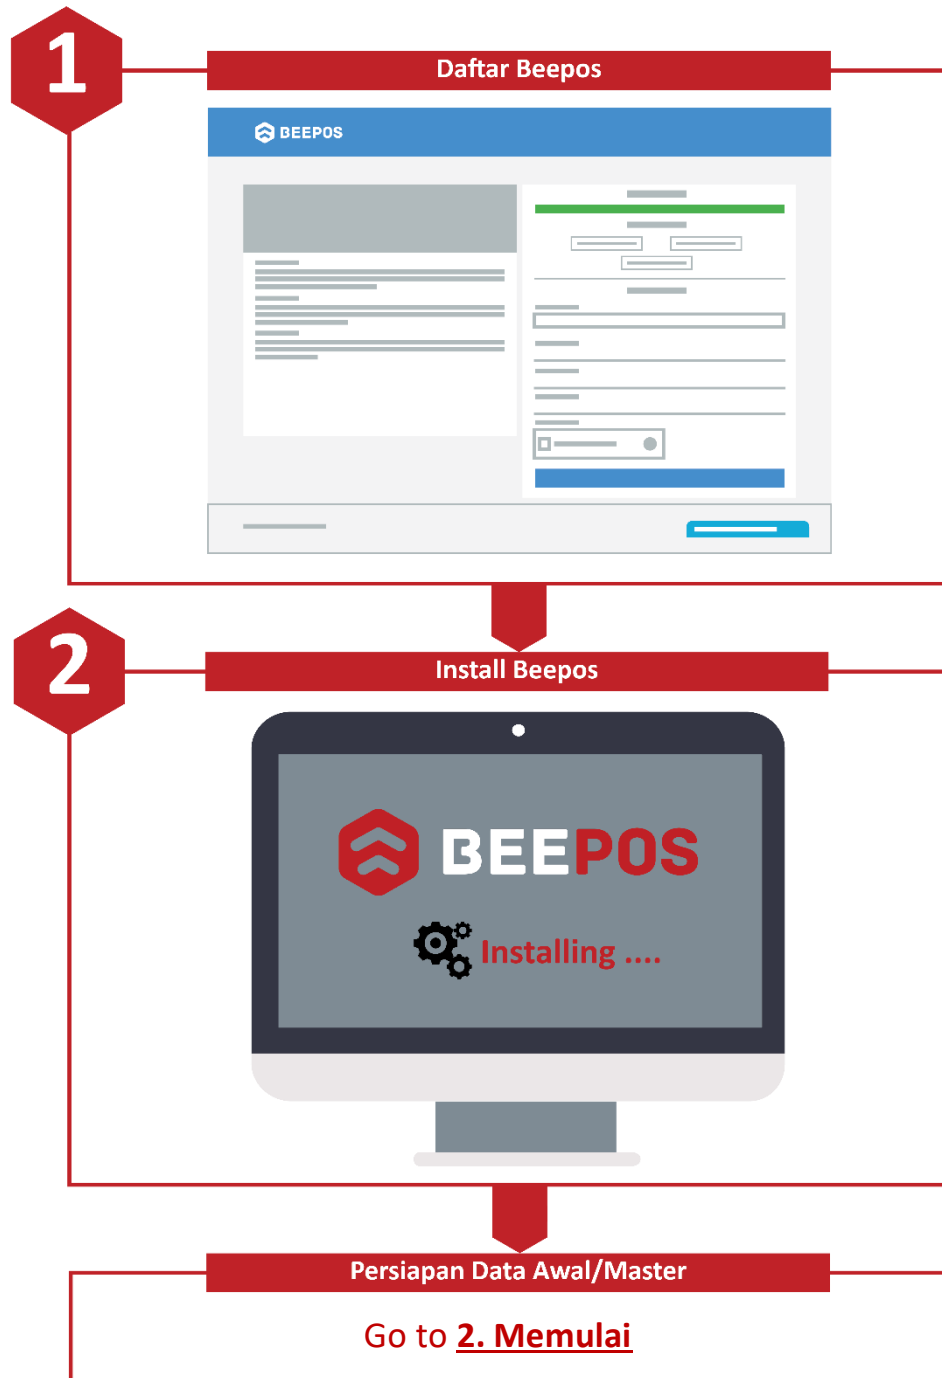 1
Daftar Beepos
BEEPOS
2
Install Beepos
BEEPOS
Installing ....
Persiapan Data Awal/Master
Go to 2. Memulai